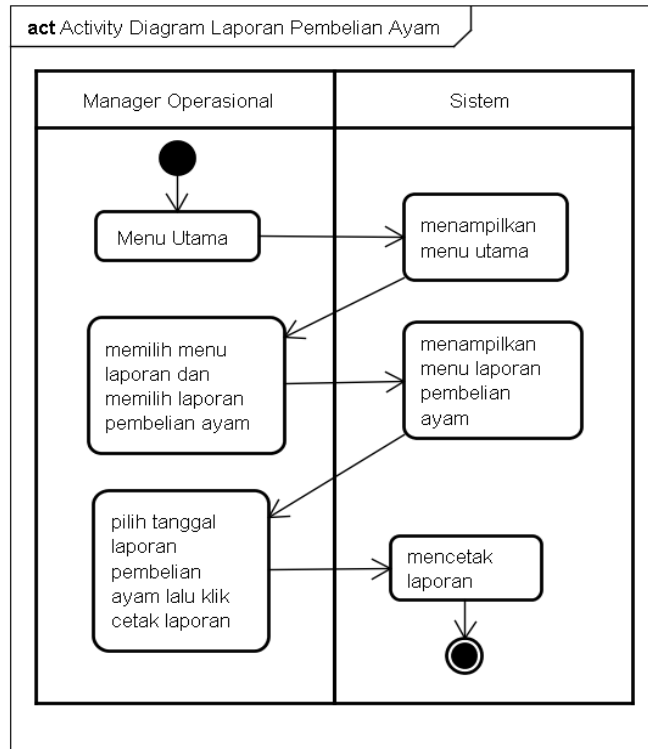 act Activity Diagram Laporan Pembelian Ayam
Manager Operasional
Sistem
Menu Utama
menampilkan
menu utama
memilih menu
laporan dan
memilih laporan
pembelian ayam
menampilkan
menu laporan
pembelian
ayam
pilih tanggal
laporan
pembelian
ayam lalu klik
cetak laporan
mencetak
laporan